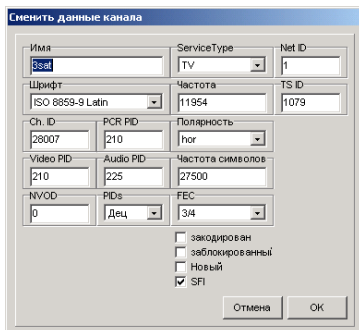 Сменить данные канала
Имя ServiceType Net ID
3sat TV 1
Шрифт Частота TS ID
ISO 8859-9 Latin 11954 1079
Ch. ID PCR PID Полярность
28007 210 hor
Video PID Audio PID Частота символов
210 225 27500
NVOD PIDs FEC
0 Дец 3/4
закодирован
заблокированный
Новый
SFI
Отмена OK